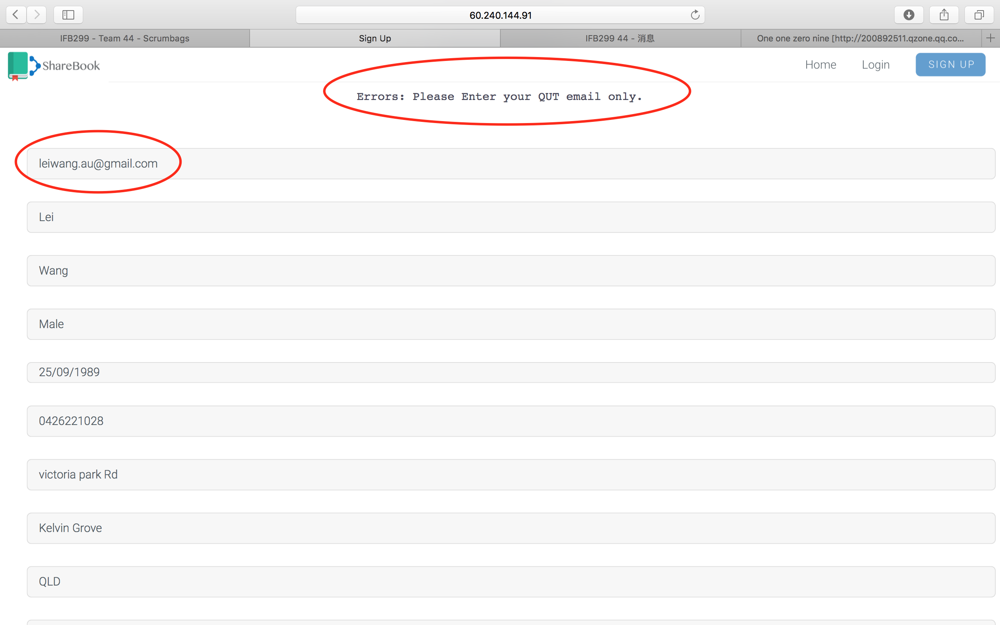 60.240.144.91
IFB299 - Team 44 - Scrumbags
Sign Up
IFB299 44 - 消息
One one zero nine [http://200892511.qzone.qq.co...
ShareBook
Home
Login
SIGN UP
Errors: Please Enter your QUT email only.
leiwang.au@gmail.com
Lei
Wang
Male
25/09/1989
0426221028
victoria park Rd
Kelvin Grove
QLD